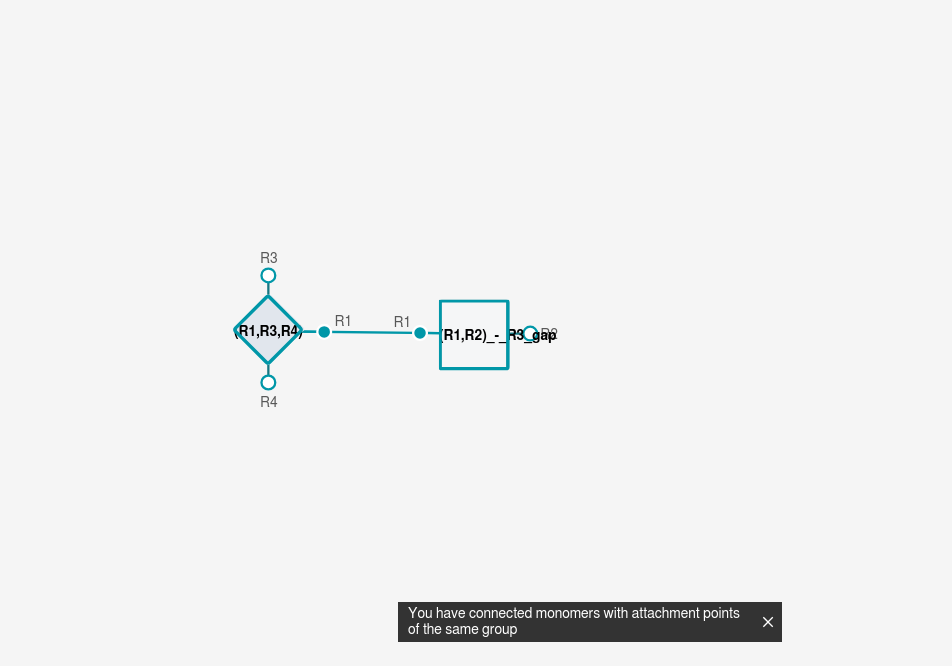 R3
R1
R1
(R1,R3,R4)
(R1,R2)_-_R3_gap
R2
R4
You have connected monomers with attachment points
of the same group